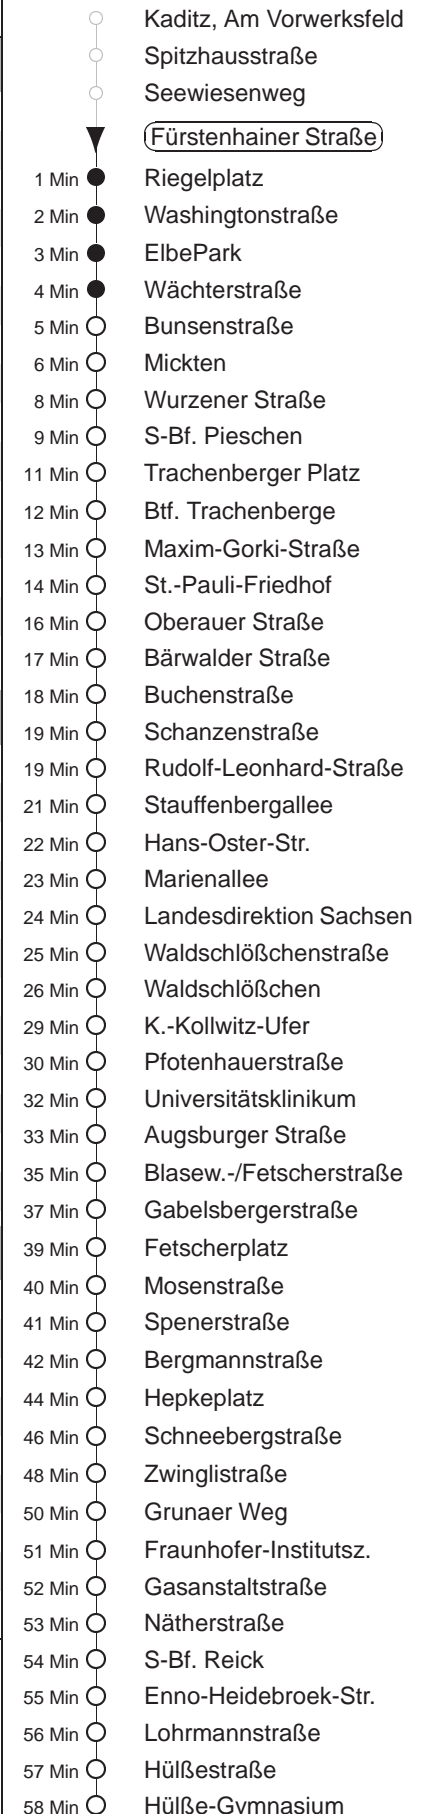 Kaditz, Am Vorwerksfeld
Spitzhausstraße
Seewiesenweg
Fürstenhainer Straße
1 Min Riegelplatz
2 Min Washingtonstraße
3 Min ElbePark
4 Min Wächterstraße
5 Min Bunsenstraße
6 Min Mickten
8 Min Wurzener Straße
9 Min S-Bf. Pieschen
11 Min Trachenberger Platz
12 Min Btf. Trachenberge
13 Min Maxim-Gorki-Straße
14 Min St.-Pauli-Friedhof
16 Min Oberauer Straße
17 Min Bärwalder Straße
18 Min Buchenstraße
19 Min Schanzenstraße
19 Min Rudolf-Leonhard-Straße
21 Min Stauffenbergallee
22 Min Hans-Oster-Str.
23 Min Marienallee
24 Min Landesdirektion Sachsen
25 Min Waldschlößchenstraße
26 Min Waldschlößchen
29 Min K.-Kollwitz-Ufer
30 Min Pfotenhauerstraße
32 Min Universitätsklinikum
33 Min Augsburger Straße
35 Min Blasew.-/Fetscherstraße
37 Min Gabelsbergerstraße
39 Min Fetscherplatz
40 Min Mosenstraße
41 Min Spenerstraße
42 Min Bergmannstraße
44 Min Hepkeplatz
46 Min Schneebergstraße
48 Min Zwinglistraße
50 Min Grunaer Weg
51 Min Fraunhofer-Institutsz.
52 Min Gasanstaltstraße
53 Min Nätherstraße
54 Min S-Bf. Reick
55 Min Enno-Heidebroek-Str.
56 Min Lohrmannstraße
57 Min Hülßestraße
58 Min Hülße-Gymnasium